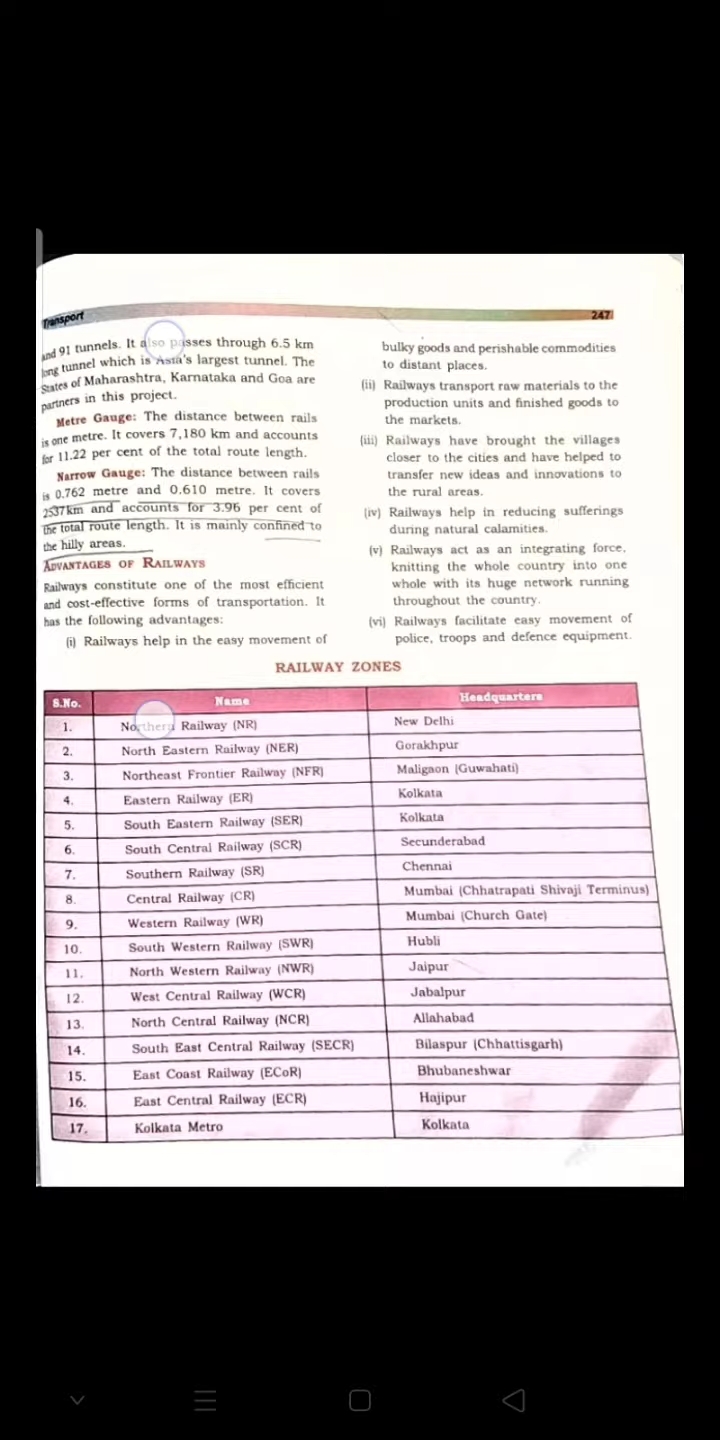 Transport
247
and 91 tunnels. It also passes through 6.5 km
long tunnel which is Asia's largest tunnel. The
States of Maharashtra, Karnataka and Goa are
partners in this project.
Metre Gauge: The distance between rails
is one metre. It covers 7,180 km and accounts
for 11.22 per cent of the total route length.
Narrow Gauge: The distance between rails
is 0.762 metre and 0.610 metre. It covers
2537km and accounts for 3.96 per cent of
the total route length. It is mainly confined to
the hilly areas.
ADVANTAGES OF RAILWAYS
Railways constitute one of the most efficient
and cost-effective forms of transportation. It
has the following advantages:
(i) Railways help in the easy movement of
bulky goods and perishable commodities
to distant places.
(ii) Railways transport raw materials to the
production units and finished goods to
the markets.
(iii) Railways have brought the villages
closer to the cities and have helped to
transfer new ideas and innovations to
the rural areas.
(iv) Railways help in reducing sufferings
during natural calamities.
(v) Railways act as an integrating force,
knitting the whole country into one
whole with its huge network running
throughout the country.
(vi) Railways facilitate easy movement of
police, troops and defence equipment.
RAILWAY ZONES
S.No. Name Headquarters
1. Northern Railway (NR) New Delhi
2. North Eastern Railway (NER) Gorakhpur
3. Northeast Frontier Railway (NFR) Maligaon (Guwahati)
4. Eastern Railway (ER) Kolkata
5. South Eastern Railway (SER) Kolkata
6. South Central Railway (SCR) Secunderabad
7. Southern Railway (SR) Chennai
8. Central Railway (CR) Mumbai (Chhatrapati Shivaji Terminus)
9. Western Railway (WR) Mumbai (Church Gate)
10. South Western Railway (SWR) Hubli
11. North Western Railway (NWR) Jaipur
12. West Central Railway (WCR) Jabalpur
13. North Central Railway (NCR) Allahabad
14. South East Central Railway (SECR) Bilaspur (Chhattisgarh)
15. East Coast Railway (ECoR) Bhubaneshwar
16. East Central Railway (ECR) Hajipur
17. Kolkata Metro Kolkata